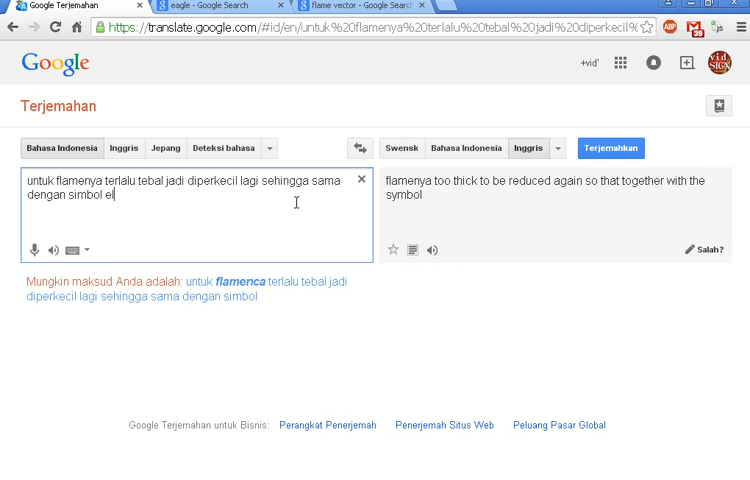 Google Terjemahan
eagle - Google Search
flame vector - Google Search
https://translate.google.com/#id/en/untuk%20flamenya%20terlalu%20tebal%20jadi%20diperkecil%
Google
+vid'
Terjemahan
Bahasa Indonesia Inggris Jepang Deteksi bahasa
Swensk Bahasa Indonesia Inggris Terjemahkan
untuk flamenya terlalu tebal jadi diperkecil lagi sehingga sama
dengan simbol el
flamenya too thick to be reduced again so that together with the
symbol
Salah?
Mungkin maksud Anda adalah: untuk flamenca terlalu tebal jadi
diperkecil lagi sehingga sama dengan simbol
Google Terjemahan untuk Bisnis: Perangkat Penerjemah Penerjemah Situs Web Peluang Pasar Global
ABP
39
vid
SIGN